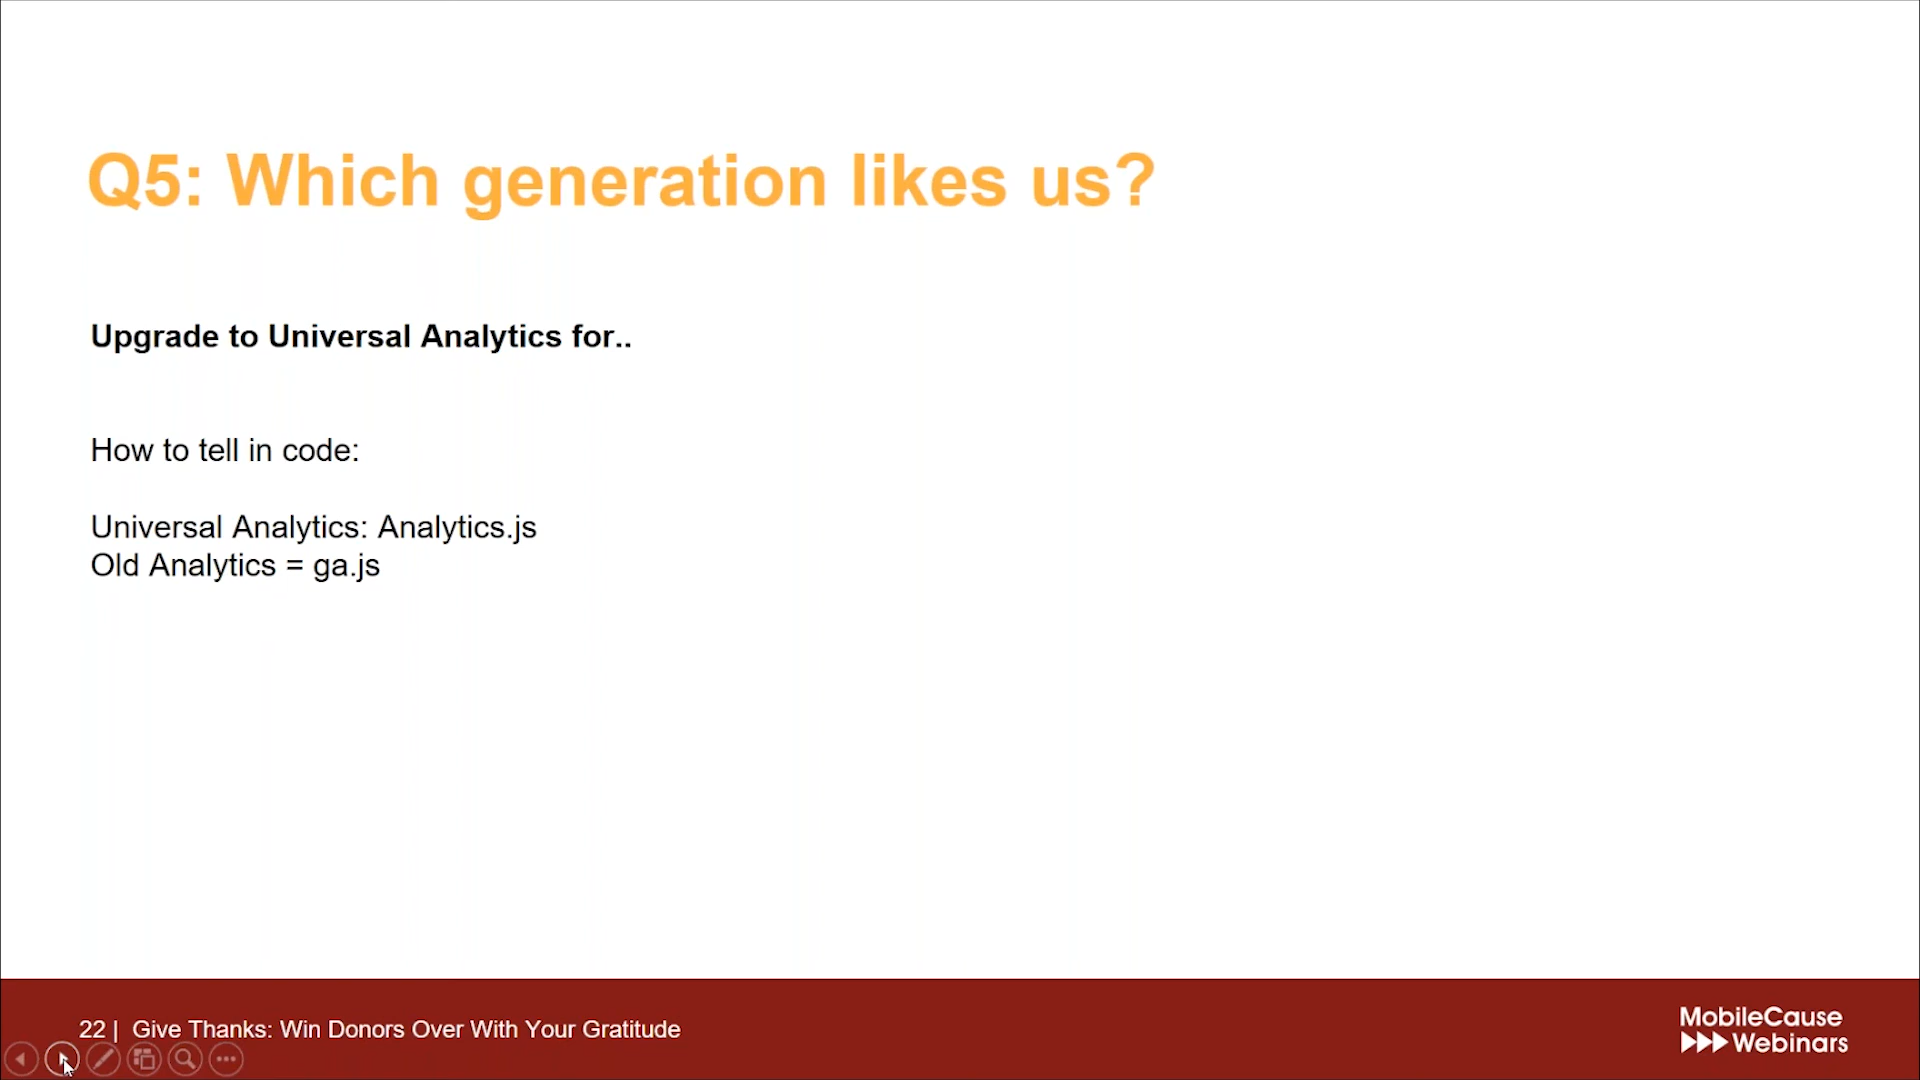 Q5: Which generation likes us?
Upgrade to Universal Analytics for..
How to tell in code:
Universal Analytics: Analytics.js
Old Analytics = ga.js
22 | Give Thanks: Win Donors Over With Your Gratitude
MobileCause
Webinars